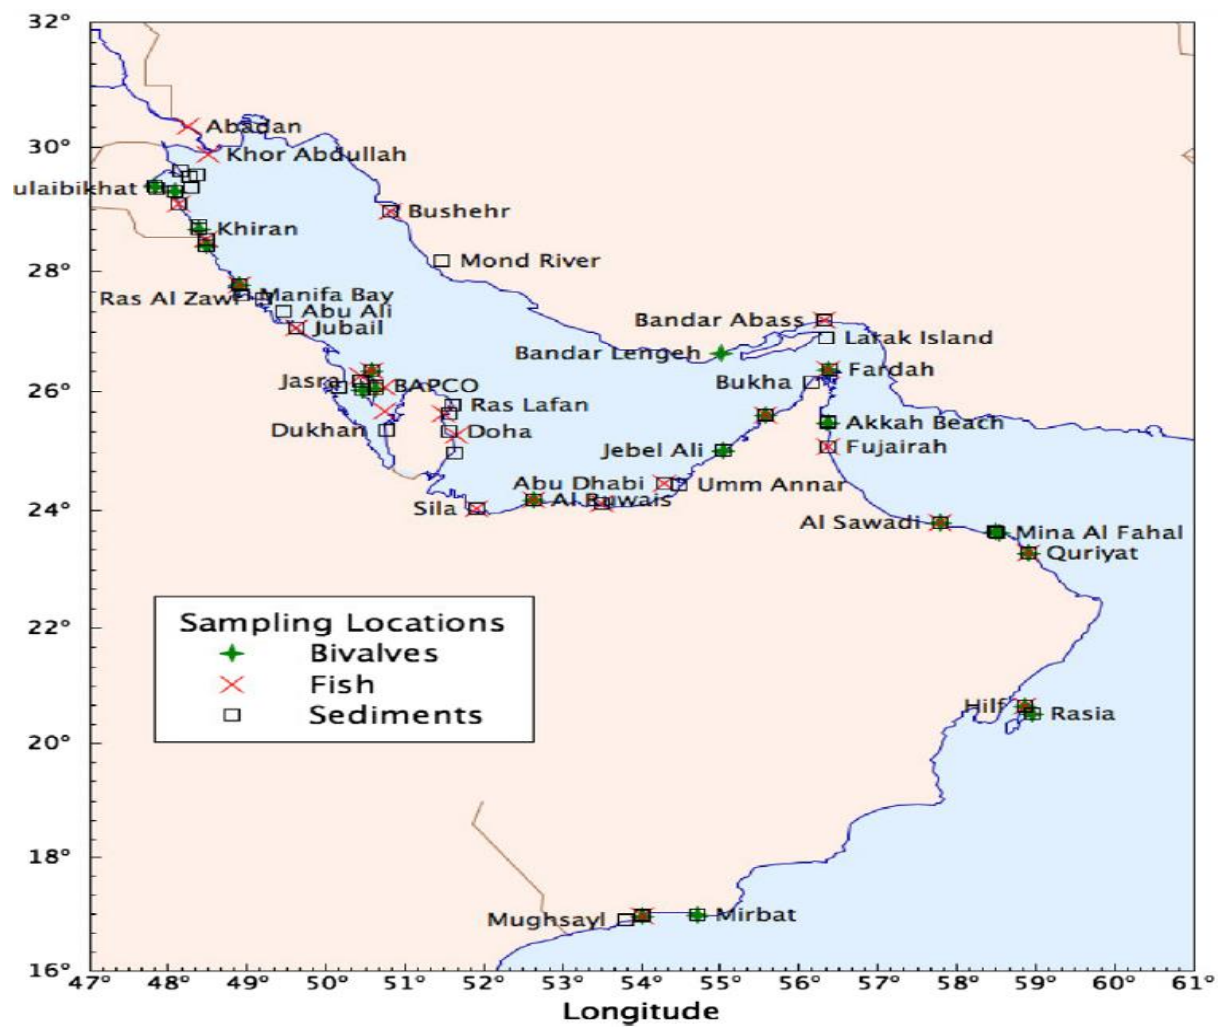 32°
Abadan
30°
Khor Abdullah
ulaibikhat
Bushehr
Khiran
28°
Mond River
Ras Al Zawr
Manifa Bay
Abu Ali
Jubail
Bandar Abass
Larak Island
Bandar Lengeh
26°
Jasra
BAPCO
Bukha
Fardah
Ras Lafan
Dukhan
Doha
Akkah Beach
Jebel Ali
Fujairah
Abu Dhabi
Umm Annar
24°
Sila
Al Ruwais
Al Sawadi
Mina Al Fahal
Quriyat
22°
Sampling Locations
Bivalves
Fish
Sediments
Hilf
Rasia
20°
18°
Mughsayl
Mirbat
16°
47° 48° 49° 50° 51° 52° 53° 54° 55° 56° 57° 58° 59° 60° 61°
Longitude